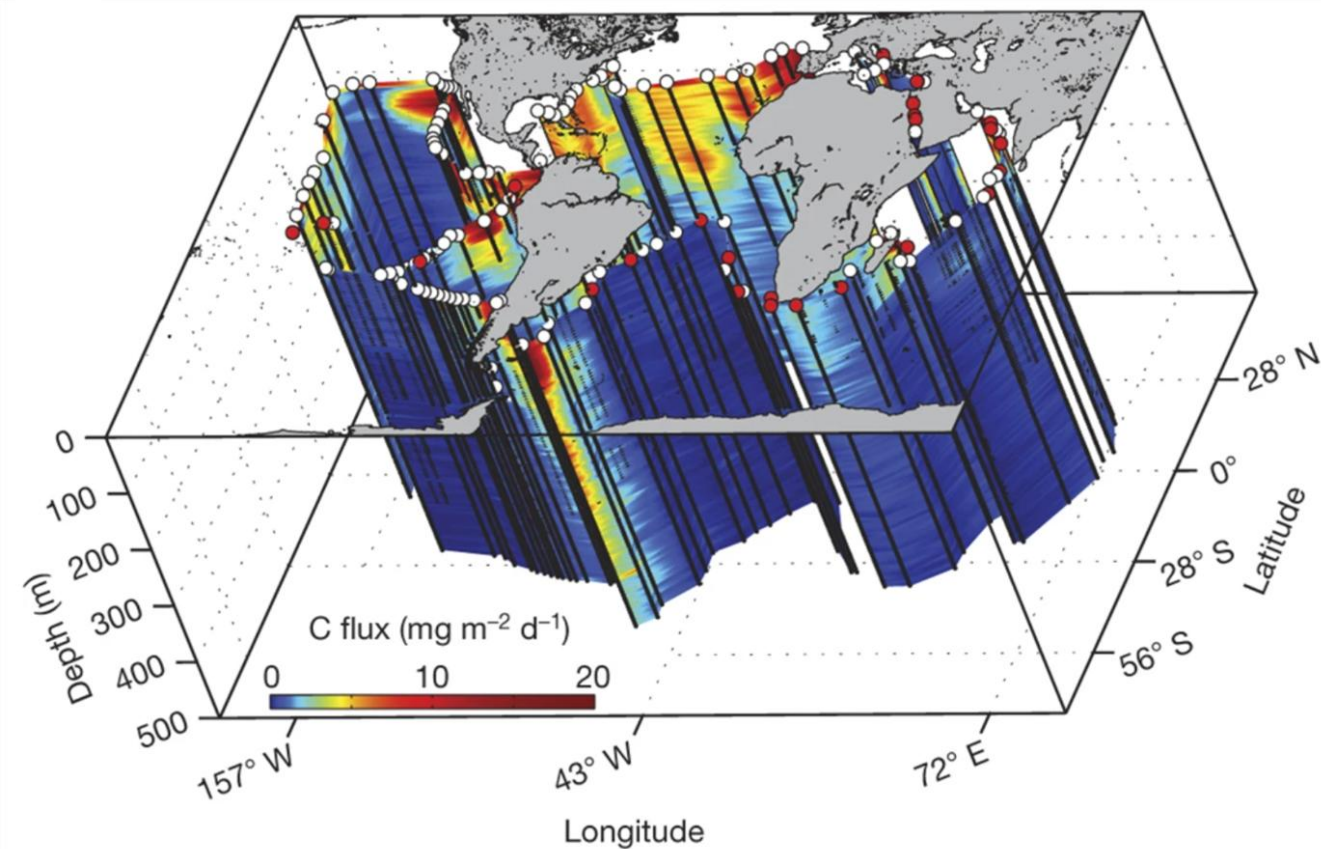 0
100
200
300
400
500
Depth (m)
C flux (mg m⁻² d⁻¹)
0 10 20
157° W
43° W
72° E
Longitude
28° N
0°
28° S
56° S
Latitude